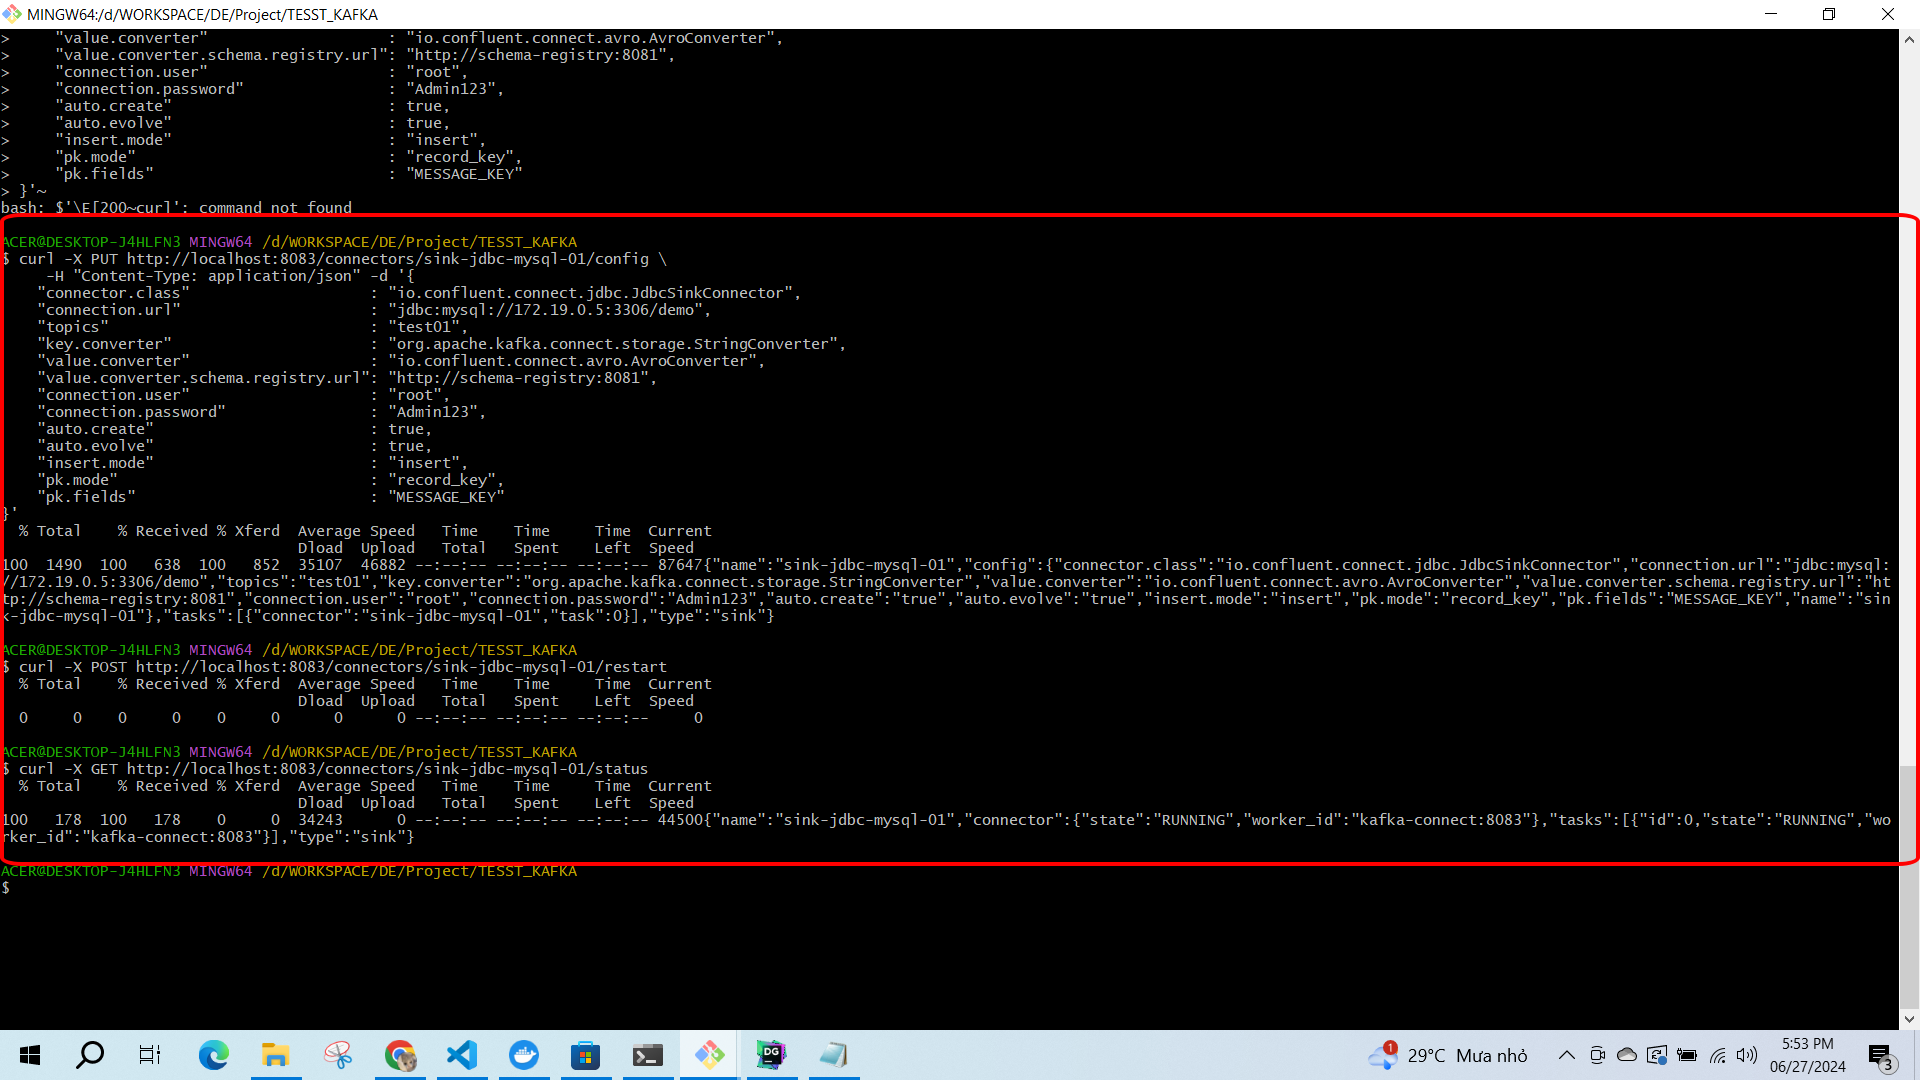 MINGW64:/d/WORKSPACE/DE/Project/TESST_KAFKA
>     "value.converter"                    : "io.confluent.connect.avro.AvroConverter",
>     "value.converter.schema.registry.url": "http://schema-registry:8081",
>     "connection.user"                    : "root",
>     "connection.password"                : "Admin123",
>     "auto.create"                        : true,
>     "auto.evolve"                        : true,
>     "insert.mode"                        : "insert",
>     "pk.mode"                            : "record_key",
>     "pk.fields"                          : "MESSAGE_KEY"
> }'~
bash: $'\E[200~curl': command not found
ACER@DESKTOP-J4HLFN3 MINGW64 /d/WORKSPACE/DE/Project/TESST_KAFKA
$ curl -X PUT http://localhost:8083/connectors/sink-jdbc-mysql-01/config \
     -H "Content-Type: application/json" -d '{
    "connector.class"                    : "io.confluent.connect.jdbc.JdbcSinkConnector",
    "connection.url"                     : "jdbc:mysql://172.19.0.5:3306/demo",
    "topics"                             : "test01",
    "key.converter"                      : "org.apache.kafka.connect.storage.StringConverter",
    "value.converter"                    : "io.confluent.connect.avro.AvroConverter",
    "value.converter.schema.registry.url": "http://schema-registry:8081",
    "connection.user"                    : "root",
    "connection.password"                : "Admin123",
    "auto.create"                        : true,
    "auto.evolve"                        : true,
    "insert.mode"                        : "insert",
    "pk.mode"                            : "record_key",
    "pk.fields"                          : "MESSAGE_KEY"
}'
  % Total    % Received % Xferd  Average Speed   Time    Time     Time  Current
                                 Dload  Upload   Total   Spent    Left  Speed
100  1490  100   638  100   852  35107  46882 --:--:-- --:--:-- --:--:-- 87647{"name":"sink-jdbc-mysql-01","config":{"connector.class":"io.confluent.connect.jdbc.JdbcSinkConnector","connection.url":"jdbc:mysql:
//172.19.0.5:3306/demo","topics":"test01","key.converter":"org.apache.kafka.connect.storage.StringConverter","value.converter":"io.confluent.connect.avro.AvroConverter","value.converter.schema.registry.url":"ht
tp://schema-registry:8081","connection.user":"root","connection.password":"Admin123","auto.create":"true","auto.evolve":"true","insert.mode":"insert","pk.mode":"record_key","pk.fields":"MESSAGE_KEY","name":"sin
k-jdbc-mysql-01"},"tasks":[{"connector":"sink-jdbc-mysql-01","task":0}],"type":"sink"}
ACER@DESKTOP-J4HLFN3 MINGW64 /d/WORKSPACE/DE/Project/TESST_KAFKA
$ curl -X POST http://localhost:8083/connectors/sink-jdbc-mysql-01/restart
  % Total    % Received % Xferd  Average Speed   Time    Time     Time  Current
                                 Dload  Upload   Total   Spent    Left  Speed
  0     0    0     0    0     0      0      0 --:--:-- --:--:-- --:--:--     0
ACER@DESKTOP-J4HLFN3 MINGW64 /d/WORKSPACE/DE/Project/TESST_KAFKA
$ curl -X GET http://localhost:8083/connectors/sink-jdbc-mysql-01/status
  % Total    % Received % Xferd  Average Speed   Time    Time     Time  Current
                                 Dload  Upload   Total   Spent    Left  Speed
100   178  100   178    0     0  34243      0 --:--:-- --:--:-- --:--:-- 44500{"name":"sink-jdbc-mysql-01","connector":{"state":"RUNNING","worker_id":"kafka-connect:8083"},"tasks":[{"id":0,"state":"RUNNING","wo
rker_id":"kafka-connect:8083"}],"type":"sink"}
ACER@DESKTOP-J4HLFN3 MINGW64 /d/WORKSPACE/DE/Project/TESST_KAFKA
$
DG
1
29°C Mưa nhỏ
5:53 PM
06/27/2024
3